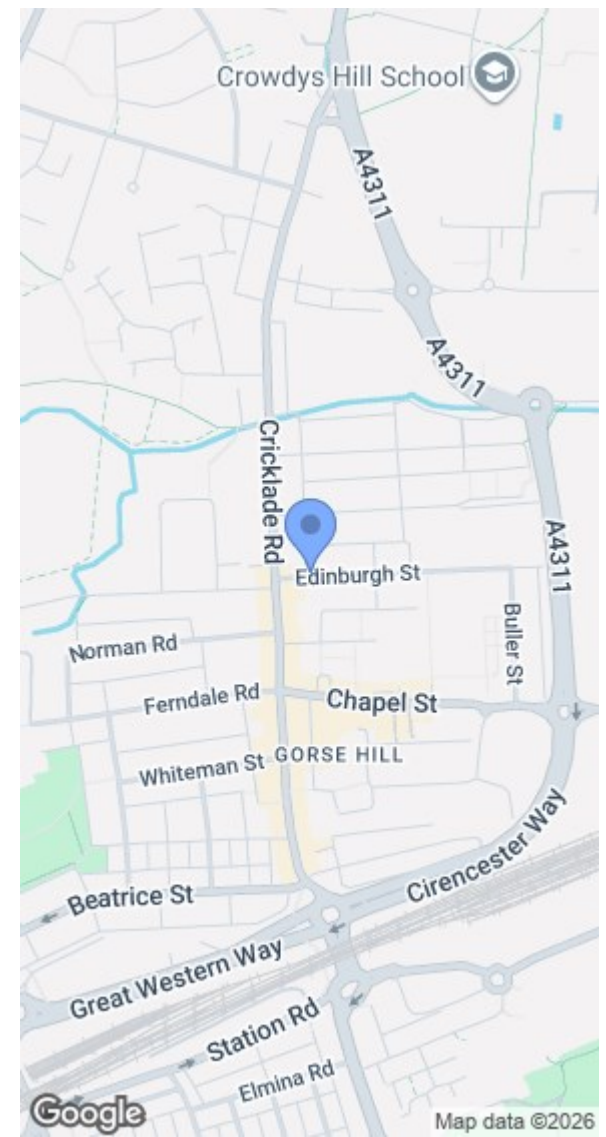 Crowdys Hill School
A4311
A4311
Cricklade Rd
A4311
Edinburgh St
Buller St
Norman Rd
Ferndale Rd
Chapel St
GORSE HILL
Whiteman St
Cirencester Way
Beatrice St
Great Western Way
Station Rd
Elmina Rd
Google
Map data ©2026